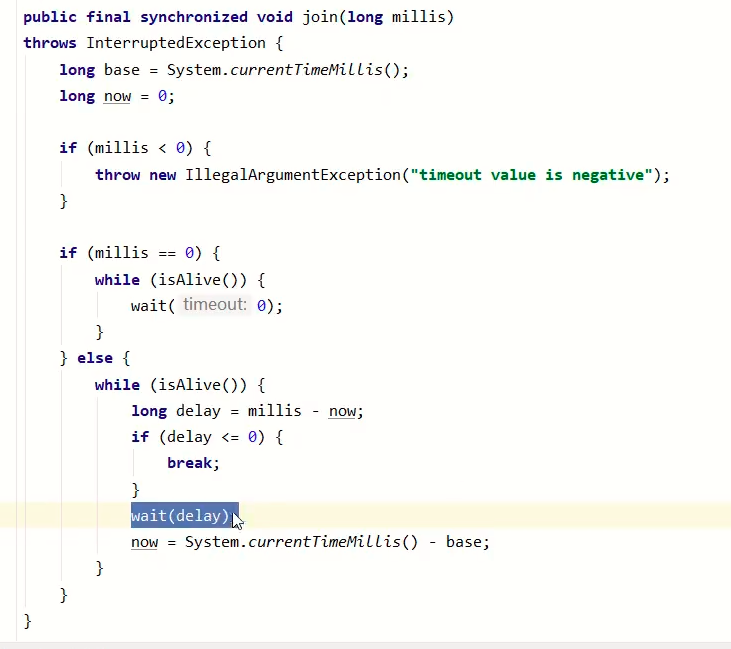 public final synchronized void join(long millis)
throws InterruptedException {
    long base = System.currentTimeMillis();
    long now = 0;

    if (millis < 0) {
        throw new IllegalArgumentException("timeout value is negative");
    }

    if (millis == 0) {
        while (isAlive()) {
            wait( timeout: 0);
        }
    } else {
        while (isAlive()) {
            long delay = millis - now;
            if (delay <= 0) {
                break;
            }
            wait(delay)
            now = System.currentTimeMillis() - base;
        }
    }
}